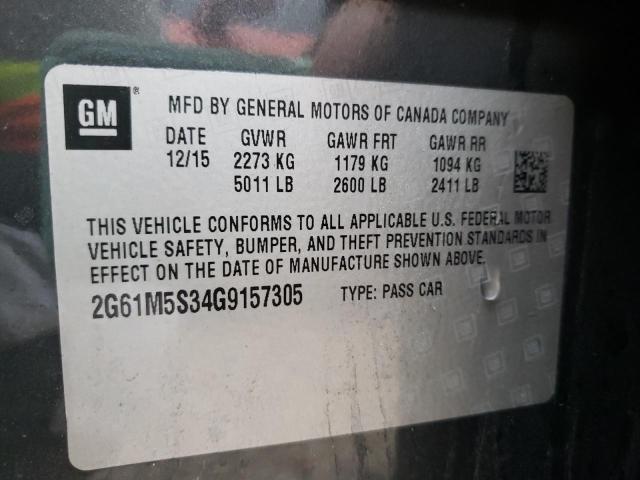 GM ®
MFD BY GENERAL MOTORS OF CANADA COMPANY
DATE GVWR GAWR FRT GAWR RR
12/15 2273 KG 1179 KG 1094 KG
5011 LB 2600 LB 2411 LB
THIS VEHICLE CONFORMS TO ALL APPLICABLE U.S. FEDERAL MOTOR
VEHICLE SAFETY, BUMPER, AND THEFT PREVENTION STANDARDS IN
EFFECT ON THE DATE OF MANUFACTURE SHOWN ABOVE.
2G61M5S34G9157305 TYPE: PASS CAR